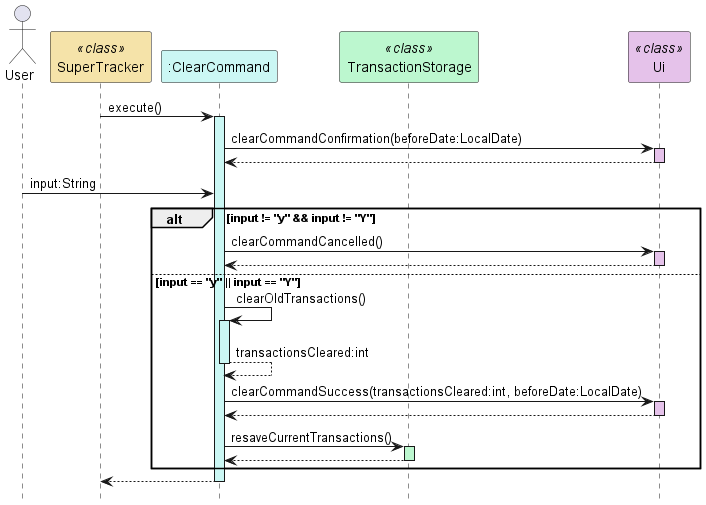 «class»
«class»
«class»
User
SuperTracker
:ClearCommand
TransactionStorage
Ui
execute()
clearCommandConfirmation(beforeDate:LocalDate)
input:String
alt
[input != "y" && input != "Y"]
clearCommandCancelled()
[input == "y" || input == "Y"]
clearOldTransactions()
transactionsCleared:int
clearCommandSuccess(transactionsCleared:int, beforeDate:LocalDate)
resaveCurrentTransactions()